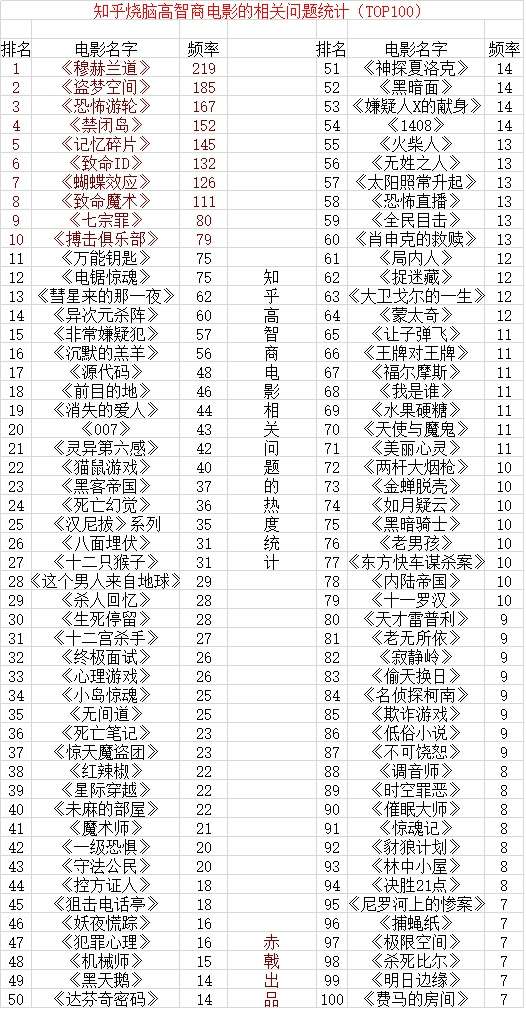 知乎烧脑高智商电影的相关问题统计（TOP100）
排名 电影名字 频率 排名 电影名字 频率
1 《穆赫兰道》 219 51 《神探夏洛克》 14
2 《盗梦空间》 185 52 《黑暗面》 14
3 《恐怖游轮》 167 53 《嫌疑人X的献身》 14
4 《禁闭岛》 152 54 《1408》 14
5 《记忆碎片》 145 55 《火柴人》 13
6 《致命ID》 132 56 《无姓之人》 13
7 《蝴蝶效应》 126 57 《太阳照常升起》 13
8 《致命魔术》 111 58 《恐怖直播》 13
9 《七宗罪》 80 59 《全民目击》 13
10 《搏击俱乐部》 79 60 《肖申克的救赎》 13
11 《万能钥匙》 75 61 《局内人》 12
12 《电锯惊魂》 75 知 62 《捉迷藏》 12
13 《彗星来的那一夜》 62 乎 63 《大卫戈尔的一生》 12
14 《异次元杀阵》 60 高 64 《蒙太奇》 12
15 《非常嫌疑犯》 57 智 65 《让子弹飞》 11
16 《沉默的羔羊》 56 商 66 《王牌对王牌》 11
17 《源代码》 48 电 67 《福尔摩斯》 11
18 《前目的地》 46 影 68 《我是谁》 11
19 《消失的爱人》 44 相 69 《水果硬糖》 11
20 《007》 43 关 70 《天使与魔鬼》 11
21 《灵异第六感》 42 问 71 《美丽心灵》 11
22 《猫鼠游戏》 40 题 72 《两杆大烟枪》 10
23 《黑客帝国》 37 的 73 《金蝉脱壳》 10
24 《死亡幻觉》 36 热 74 《如月疑云》 10
25 《汉尼拔》系列 35 度 75 《黑暗骑士》 10
26 《八面埋伏》 31 统 76 《老男孩》 10
27 《十二只猴子》 31 计 77 《东方快车谋杀案》 10
28 《这个男人来自地球》 29 78 《内陆帝国》 10
29 《杀人回忆》 28 79 《十一罗汉》 10
30 《生死停留》 28 80 《天才雷普利》 9
31 《十二宫杀手》 27 81 《老无所依》 9
32 《终极面试》 26 82 《寂静岭》 9
33 《心理游戏》 26 83 《偷天换日》 9
34 《小岛惊魂》 25 84 《名侦探柯南》 9
35 《无间道》 25 85 《欺诈游戏》 9
36 《死亡笔记》 23 86 《低俗小说》 9
37 《惊天魔盗团》 23 87 《不可饶恕》 9
38 《红辣椒》 22 88 《调音师》 8
39 《星际穿越》 22 89 《时空罪恶》 8
40 《未麻的部屋》 22 90 《催眠大师》 8
41 《魔术师》 21 91 《惊魂记》 8
42 《一级恐惧》 20 92 《豺狼计划》 8
43 《守法公民》 20 93 《林中小屋》 8
44 《控方证人》 18 94 《决胜21点》 8
45 《狙击电话亭》 18 95 《尼罗河上的惨案》 7
46 《妖夜慌踪》 16 96 《捕蝇纸》 7
47 《犯罪心理》 16 赤 97 《极限空间》 7
48 《机械师》 15 戟 98 《杀死比尔》 7
49 《黑天鹅》 14 出 99 《明日边缘》 7
50 《达芬奇密码》 14 品 100 《费马的房间》 7